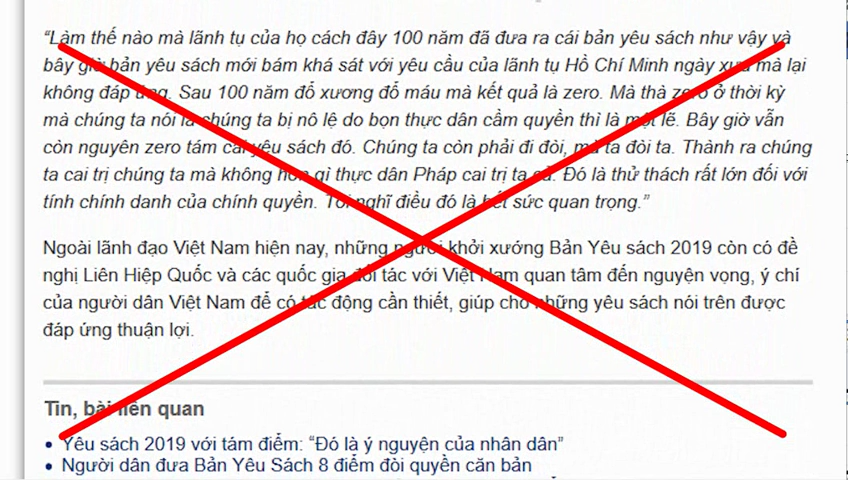 “Làm thế nào mà lãnh tụ của họ cách đây 100 năm đã đưa ra cái bản yêu sách như vậy và
bây giờ bản yêu sách mới bám khá sát với yêu cầu của lãnh tụ Hồ Chí Minh ngày xưa mà lại
không đáp ứng. Sau 100 năm đổ xương đổ máu mà kết quả là zero. Mà thà zero ở thời kỳ
mà chúng ta nói là chúng ta bị nô lệ do bọn thực dân cầm quyền thì là một lẽ. Bây giờ vẫn
còn nguyên zero tám cái yêu sách đó. Chúng ta còn phải đi đòi, mà ta đòi ta. Thành ra chúng
ta cai trị chúng ta mà không hơn gì thực dân Pháp cai trị ta cả. Đó là thử thách rất lớn đối với
tính chính danh của chính quyền. Tôi nghĩ điều đó là hết sức quan trọng.”
Ngoài lãnh đạo Việt Nam hiện nay, những người khởi xướng Bản Yêu sách 2019 còn có đề
nghị Liên Hiệp Quốc và các quốc gia đối tác với Việt Nam quan tâm đến nguyện vọng, ý chí
của người dân Việt Nam để có tác động cần thiết, giúp cho những yêu sách nói trên được
đáp ứng thuận lợi.
Tin, bài liên quan
• Yêu sách 2019 với tám điểm: “Đó là ý nguyện của nhân dân”
• Người dân đưa Bản Yêu Sách 8 điểm đòi quyền căn bản